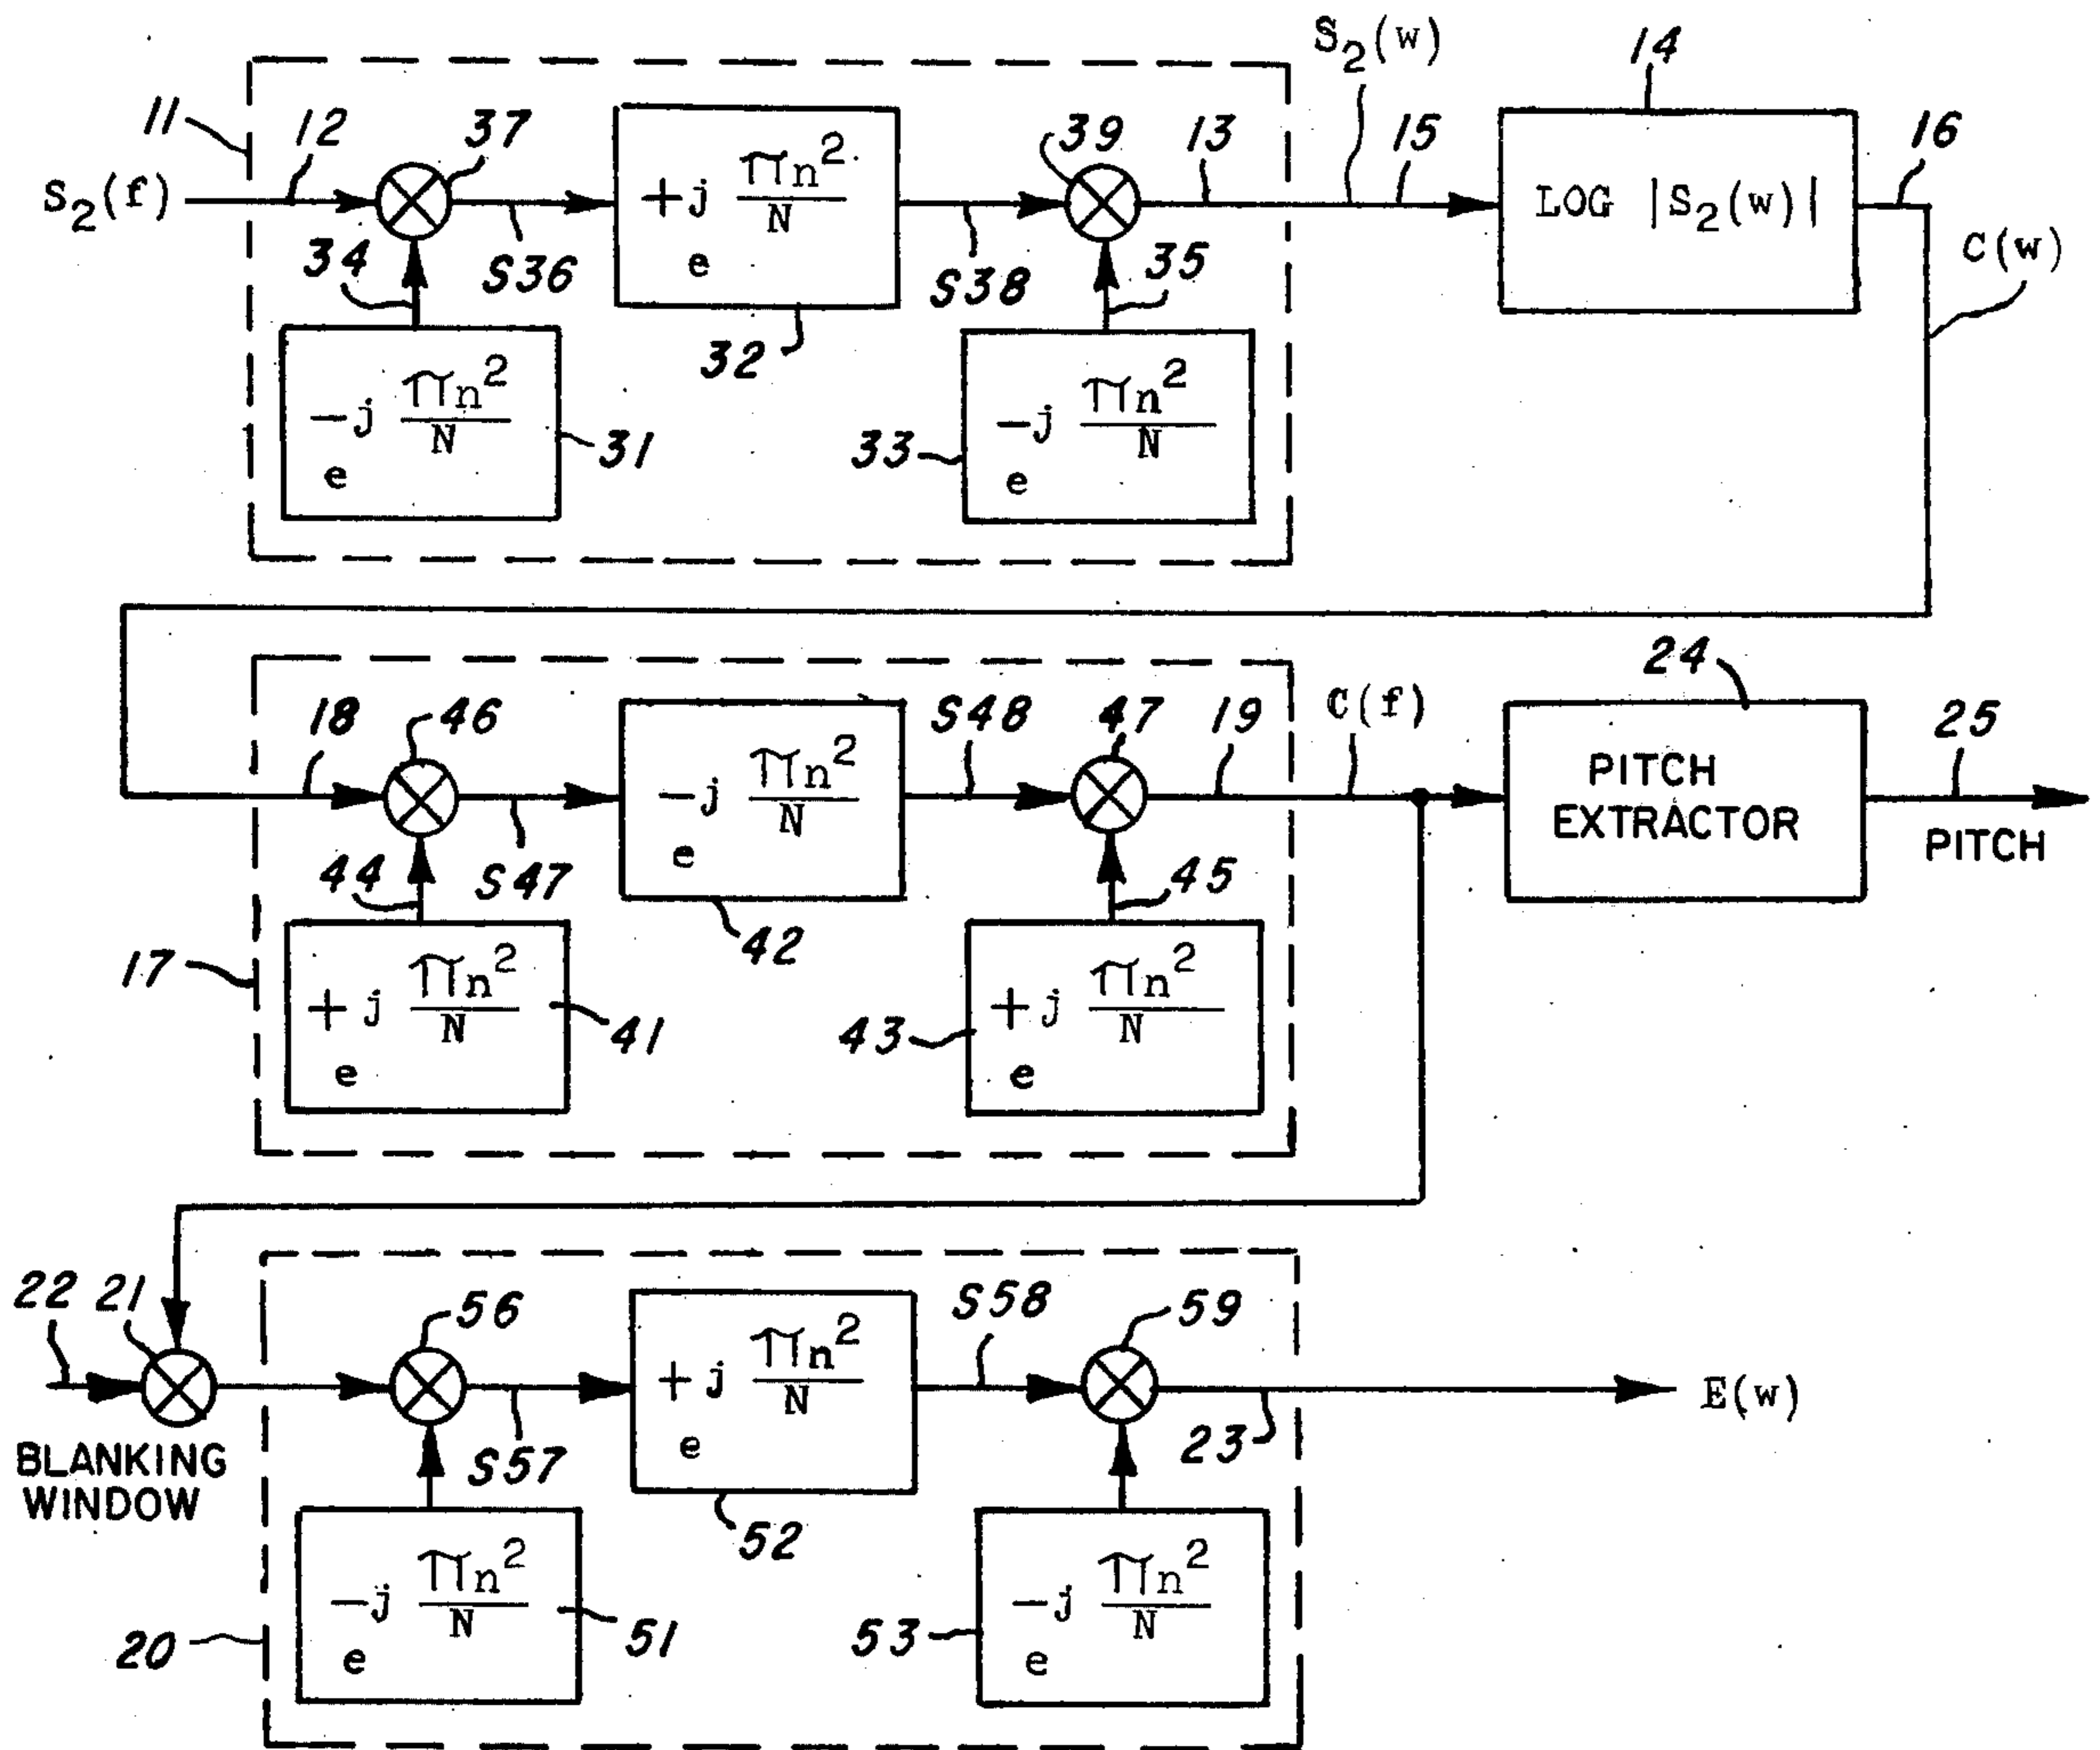 S₂(w)
14
11
12
37
πn²
39
13
15
16
S₂(f)
+j
N
e
LOG |S₂(w)|
34
S36
S38
35
C(w)
32
πn²
-j
N
e
31
33
πn²
-j
N
e
24
18
46
S48
47
19
C(f)
25
πn²
-j
N
e
PITCH
EXTRACTOR
PITCH
44
S47
45
42
17
πn²
+j
N
e
41
43
πn²
+j
N
e
22
21
56
S58
59
πn²
+j
N
e
E(w)
23
BLANKING
WINDOW
S57
52
20
πn²
-j
N
e
51
53
πn²
-j
N
e